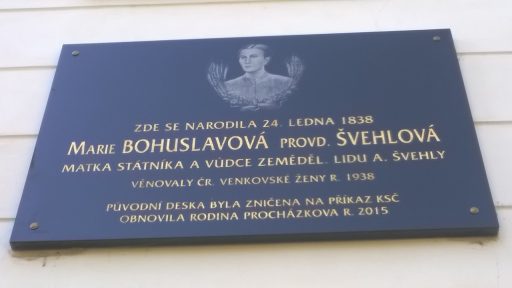 ZDE SE NARODILA 24. LEDNA 1838
MARIE BOHUSLAVOVÁ PROVD. ŠVEHLOVÁ
MATKA STÁTNÍKA A VŮDCE ZEMĚDĚL. LIDU A. ŠVEHLY
VĚNOVALY ČR. VENKOVSKÉ ŽENY R. 1938
PŮVODNÍ DESKA BYLA ZNIČENA NA PŘÍKAZ KSČ
OBNOVILA RODINA PROCHÁZKOVA R. 2015